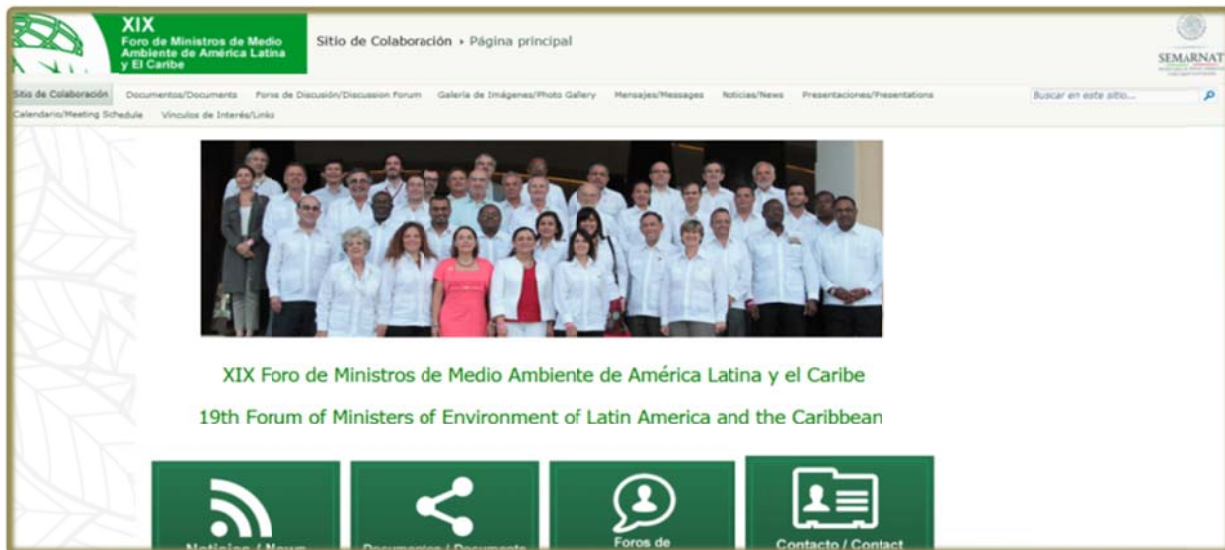 XIX
Foro de Ministros de Medio
Ambiente de América Latina
y El Caribe
Sitio de Colaboración › Página principal
SEMARNAT
Sitio de Colaboración Documentos/Documents Foros de Discusión/Discussion Forum Galería de Imágenes/Photo Gallery Mensajes/Messages Noticias/News Presentaciones/Presentations
Buscar en este sitio...
Calendario/Meeting Schedule Vínculos de Interés/Links
XIX Foro de Ministros de Medio Ambiente de América Latina y el Caribe
19th Forum of Ministers of Environment of Latin America and the Caribbean
Noticias / News
Documentos / Documents
Foros de
Contacto / Contact